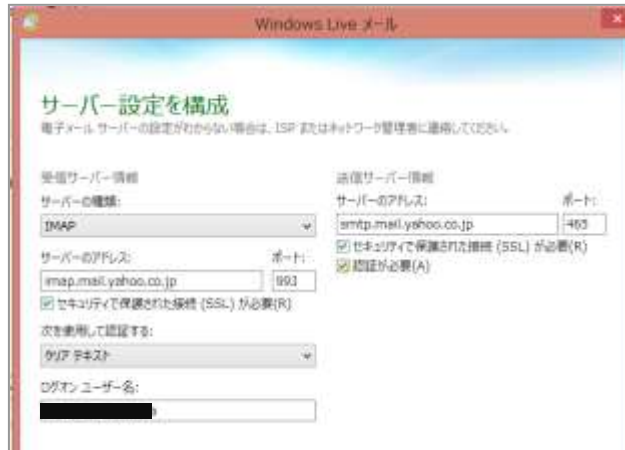 Windows Live メール
サーバー設定を構成
電子メール サーバーの設定がわからない場合は、ISP またはネットワーク管理者に連絡してください。
受信サーバー情報
サーバーの種類:
IMAP
サーバーのアドレス: ポート:
imap.mail.yahoo.co.jp 993
セキュリティで保護された接続 (SSL) が必要(R)
次を使用して認証する:
クリア テキスト
ログオン ユーザー名:
送信サーバー情報
サーバーのアドレス: ポート:
smtp.mail.yahoo.co.jp 465
セキュリティで保護された接続 (SSL) が必要(R)
認証が必要(A)